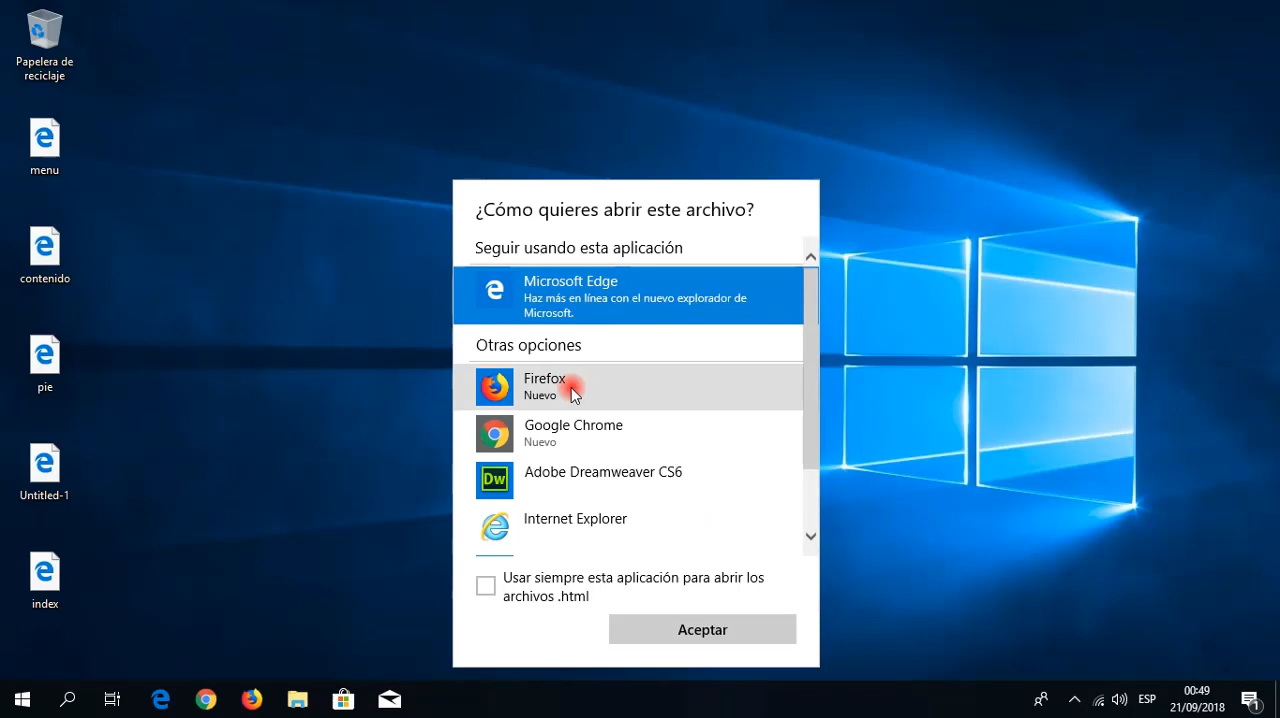 Papelera de
reciclaje
menu
contenido
pie
Untitled-1
index
¿Cómo quieres abrir este archivo?
Seguir usando esta aplicación
Microsoft Edge
Haz más en línea con el nuevo explorador de
Microsoft.
Otras opciones
Firefox
Nuevo
Google Chrome
Nuevo
Dw
Adobe Dreamweaver CS6
Internet Explorer
Usar siempre esta aplicación para abrir los
archivos .html
Aceptar
ESP
00:49
21/09/2018
1